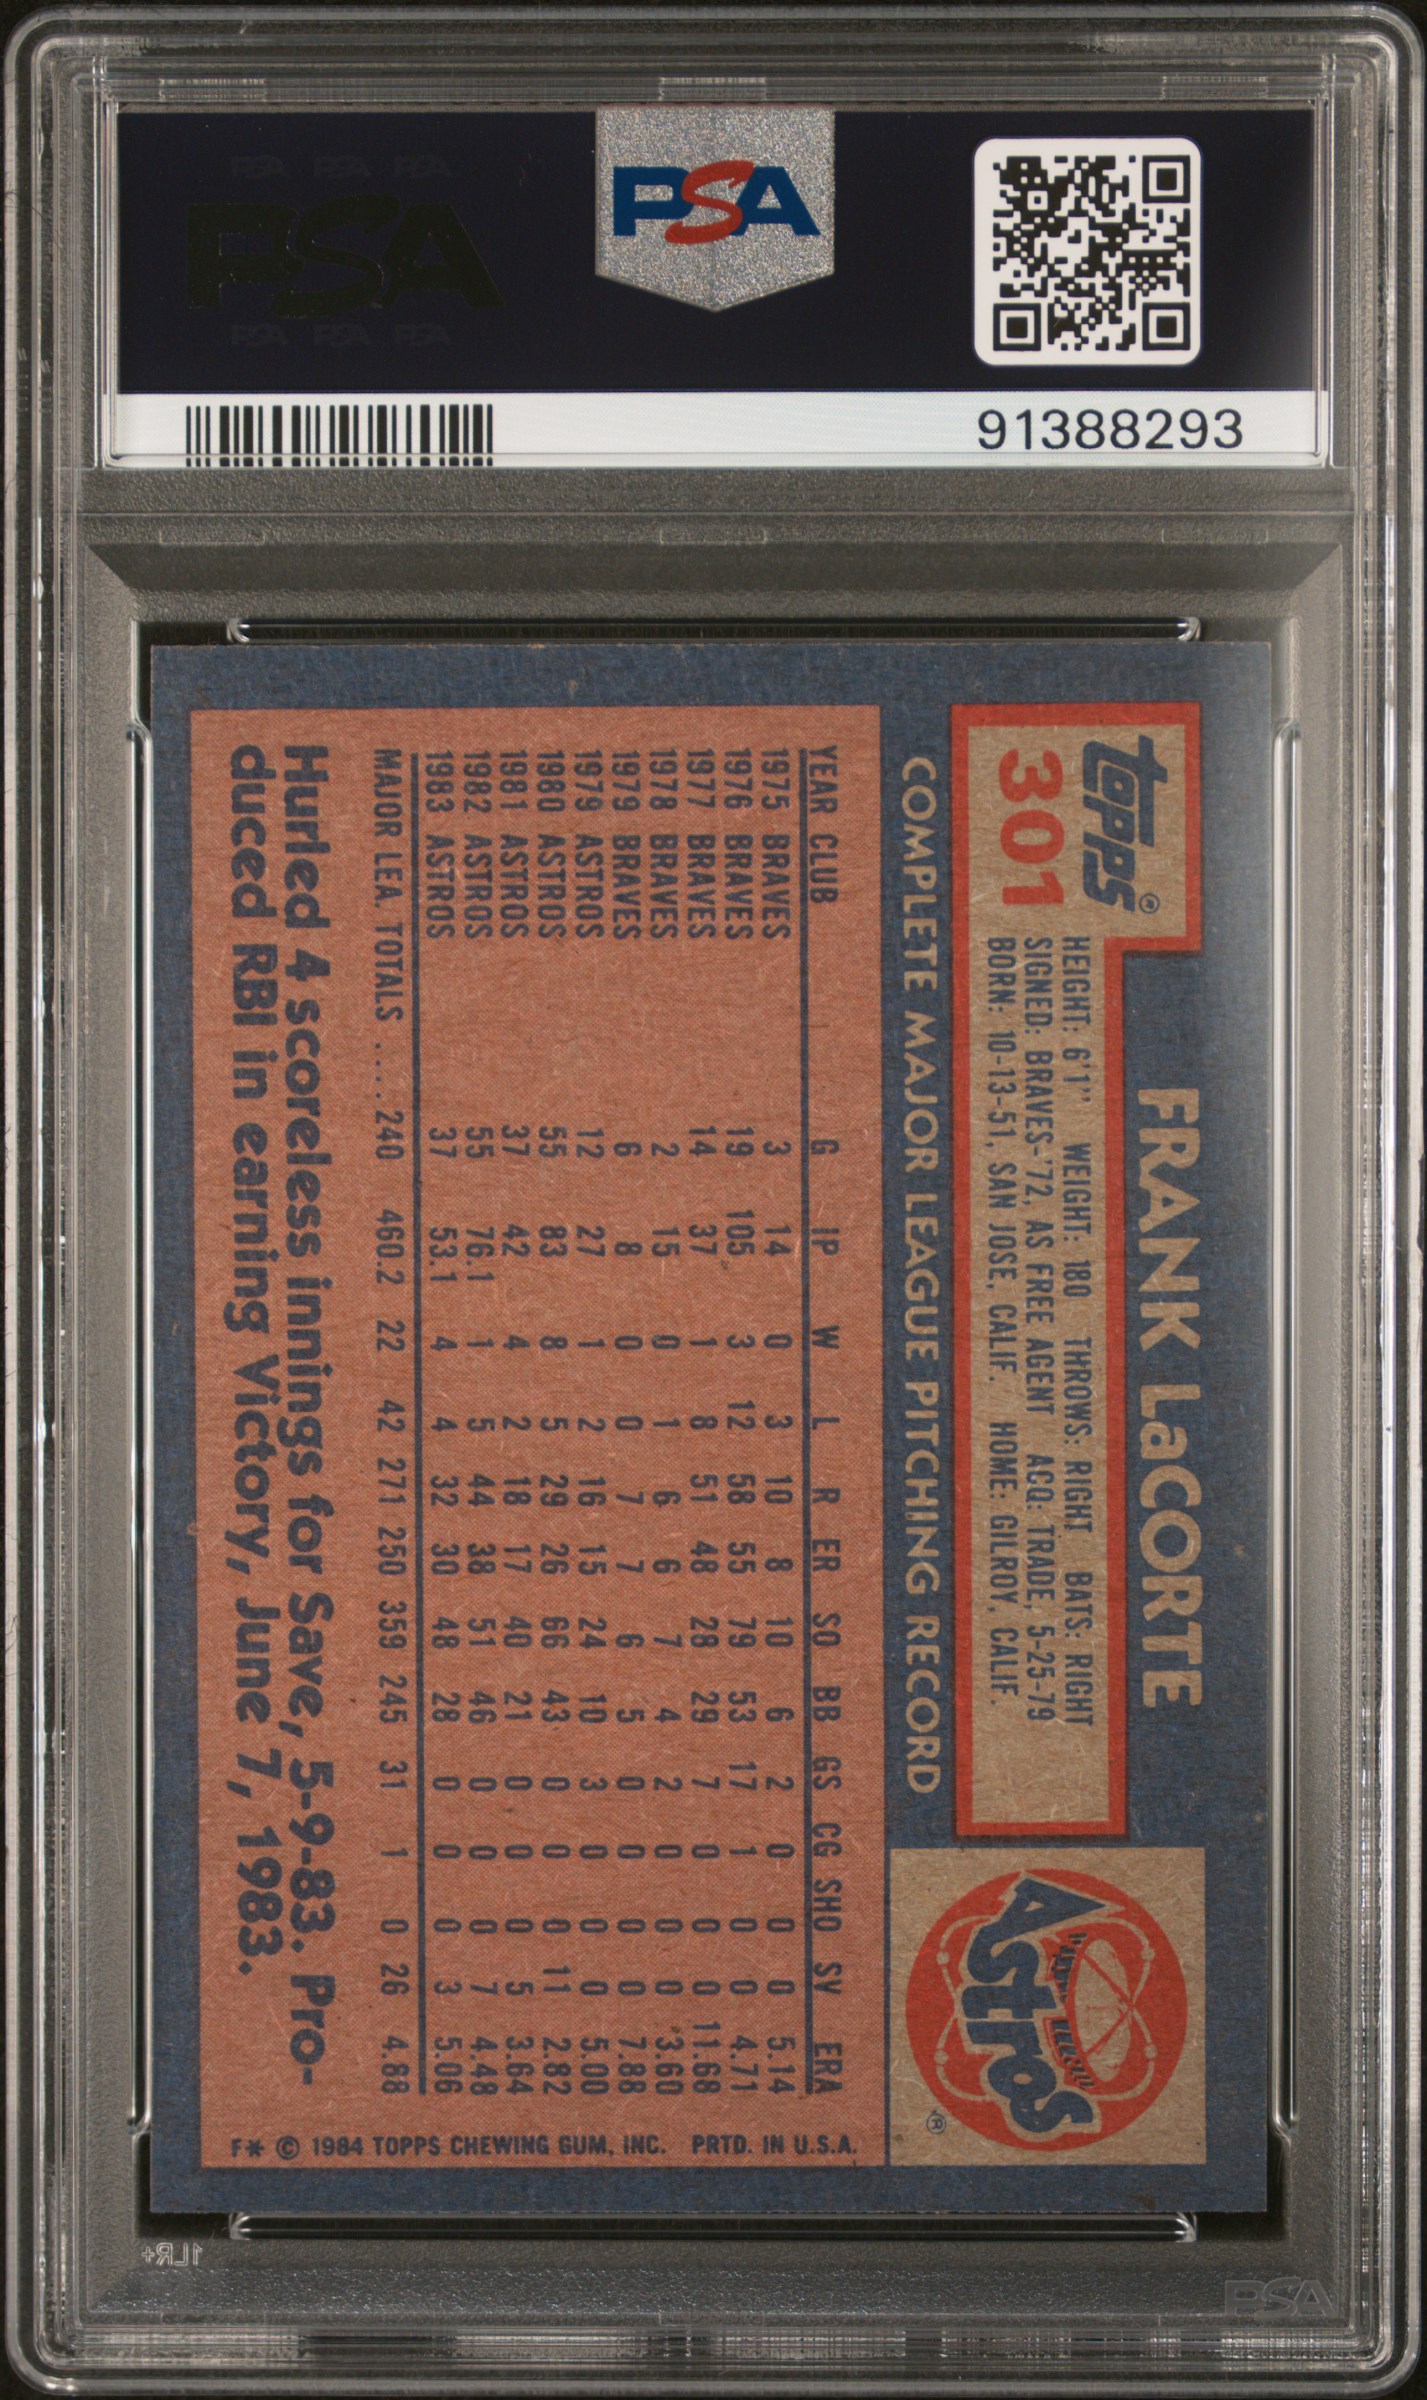 PSA PSA PSA
PSA
PSA PSA PSA
PSA
91388293
topps®
301
FRANK LaCORTE
HEIGHT: 6'1" WEIGHT: 180 THROWS: RIGHT BATS: RIGHT
SIGNED: BRAVES-'72, AS FREE AGENT ACQ: TRADE, 5-25-79
BORN: 10-13-51, SAN JOSE, CALIF. HOME: GILROY, CALIF.
Astros
®
COMPLETE MAJOR LEAGUE PITCHING RECORD
YEAR CLUB G IP W L R ER SO BB GS CG SHO SV ERA
1975 BRAVES 3 14 0 3 10 8 10 6 2 0 0 0 5.14
1976 BRAVES 19 105 3 12 58 55 79 53 17 1 0 0 4.71
1977 BRAVES 14 37 1 8 51 48 28 29 7 0 0 0 11.68
1978 BRAVES 2 15 0 1 6 6 7 4 2 0 0 0 3.60
1979 BRAVES 6 8 0 0 7 7 6 5 0 0 0 0 7.88
1979 ASTROS 12 27 1 2 16 15 24 10 3 0 0 0 5.00
1980 ASTROS 55 83 8 5 29 26 66 43 0 0 0 11 2.82
1981 ASTROS 37 42 4 2 18 17 40 21 0 0 0 5 3.64
1982 ASTROS 55 76.1 1 5 44 38 51 46 0 0 0 7 4.48
1983 ASTROS 37 53.1 4 4 32 30 48 28 0 0 0 3 5.06
MAJOR LEA. TOTALS ....240 460.2 22 42 271 250 359 245 31 1 0 26 4.88
Hurled 4 scoreless innings for Save, 5-9-83. Pro-
duced RBI in earning Victory, June 7, 1983.
F* © 1984 TOPPS CHEWING GUM, INC. PRTD. IN U.S.A.
1LR+
PSA